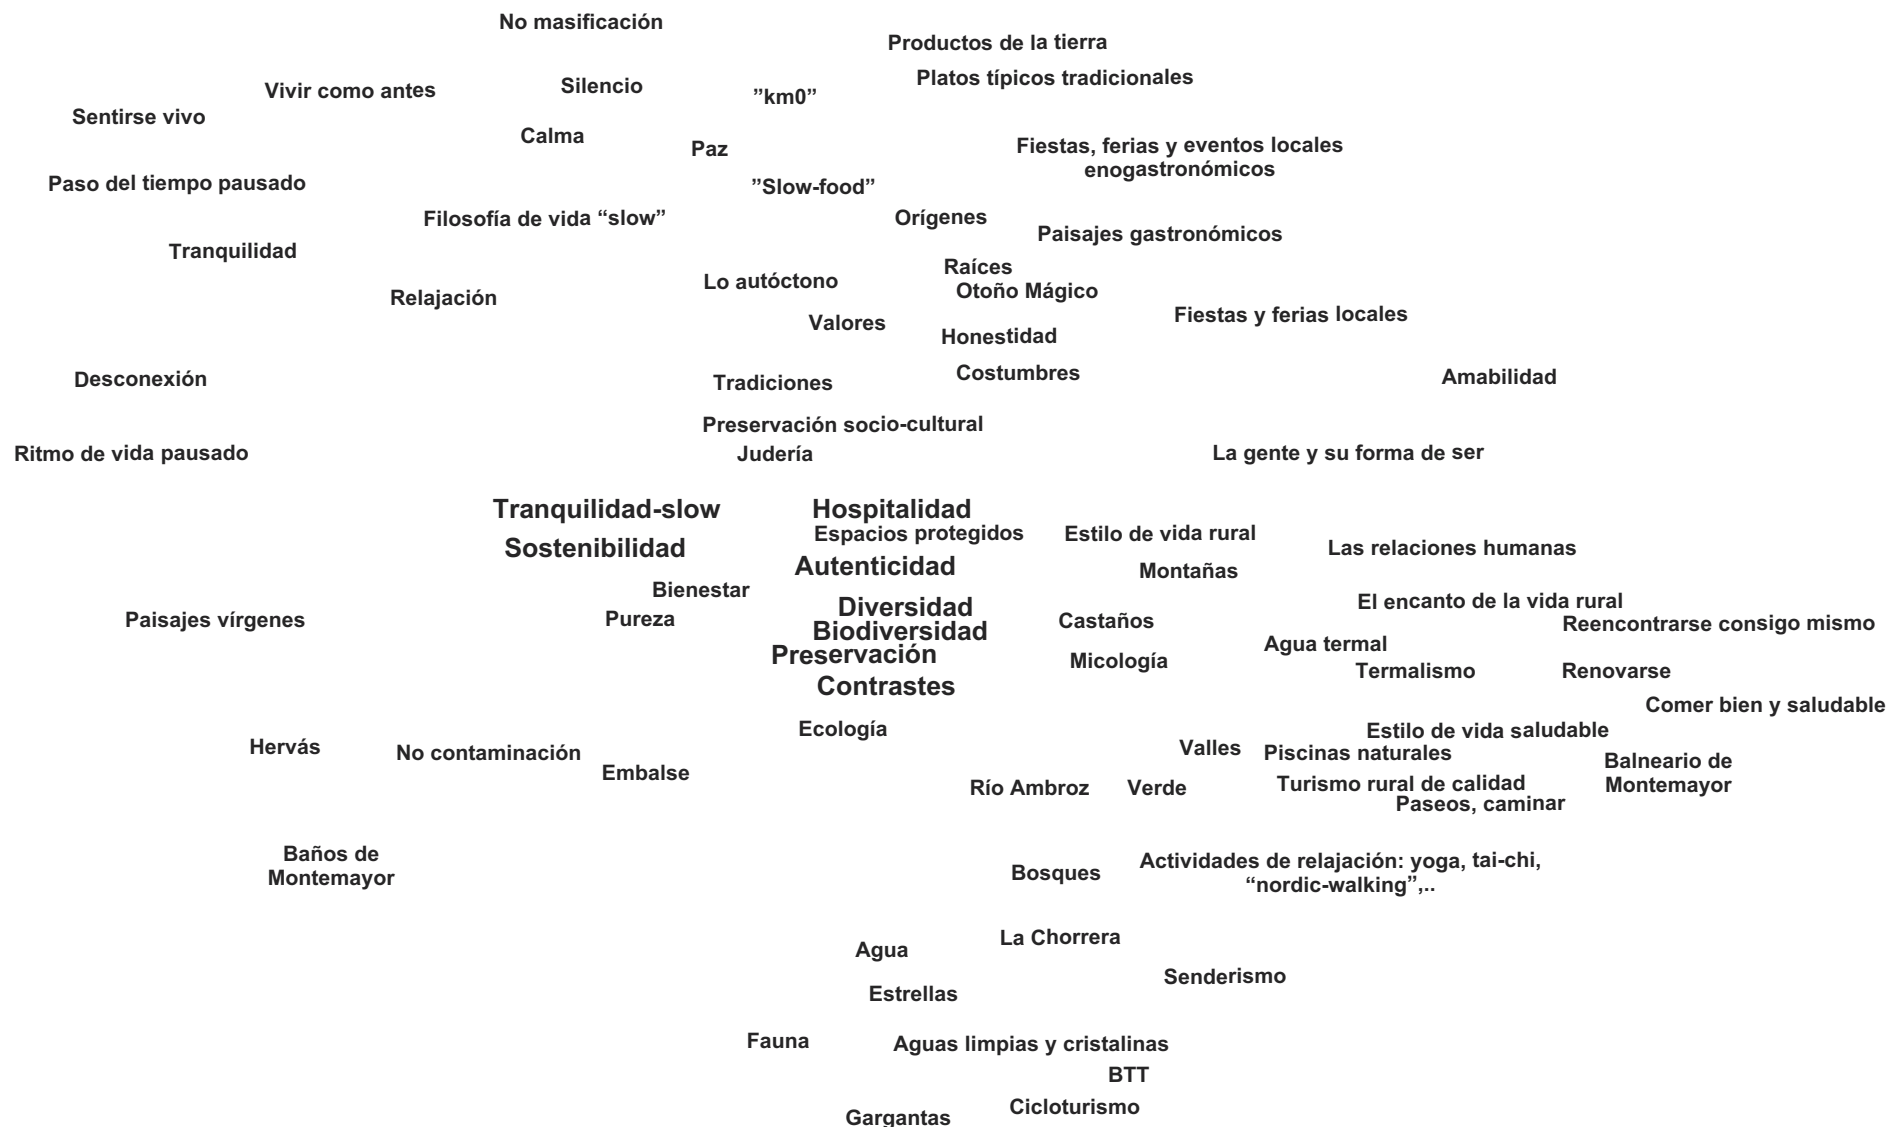 No masificación
Productos de la tierra
Platos típicos tradicionales
Vivir como antes
Silencio
”km0”
Sentirse vivo
Calma
Paz
Fiestas, ferias y eventos locales
enogastronómicos
Paso del tiempo pausado
”Slow-food”
Filosofía de vida “slow”
Orígenes
Paisajes gastronómicos
Tranquilidad
Raíces
Lo autóctono
Otoño Mágico
Relajación
Valores
Fiestas y ferias locales
Honestidad
Desconexión
Tradiciones
Costumbres
Amabilidad
Preservación socio-cultural
Ritmo de vida pausado
Judería
La gente y su forma de ser
Tranquilidad-slow
Hospitalidad
Espacios protegidos
Estilo de vida rural
Sostenibilidad
Las relaciones humanas
Autenticidad
Montañas
Bienestar
Diversidad
El encanto de la vida rural
Paisajes vírgenes
Pureza
Biodiversidad
Castaños
Reencontrarse consigo mismo
Agua termal
Preservación
Micología
Termalismo
Renovarse
Contrastes
Comer bien y saludable
Ecología
Estilo de vida saludable
Hervás
No contaminación
Valles
Piscinas naturales
Balneario de
Montemayor
Embalse
Río Ambroz
Verde
Turismo rural de calidad
Paseos, caminar
Baños de
Montemayor
Bosques
Actividades de relajación: yoga, tai-chi,
“nordic-walking”,..
Agua
La Chorrera
Senderismo
Estrellas
Fauna
Aguas limpias y cristalinas
BTT
Cicloturismo
Gargantas